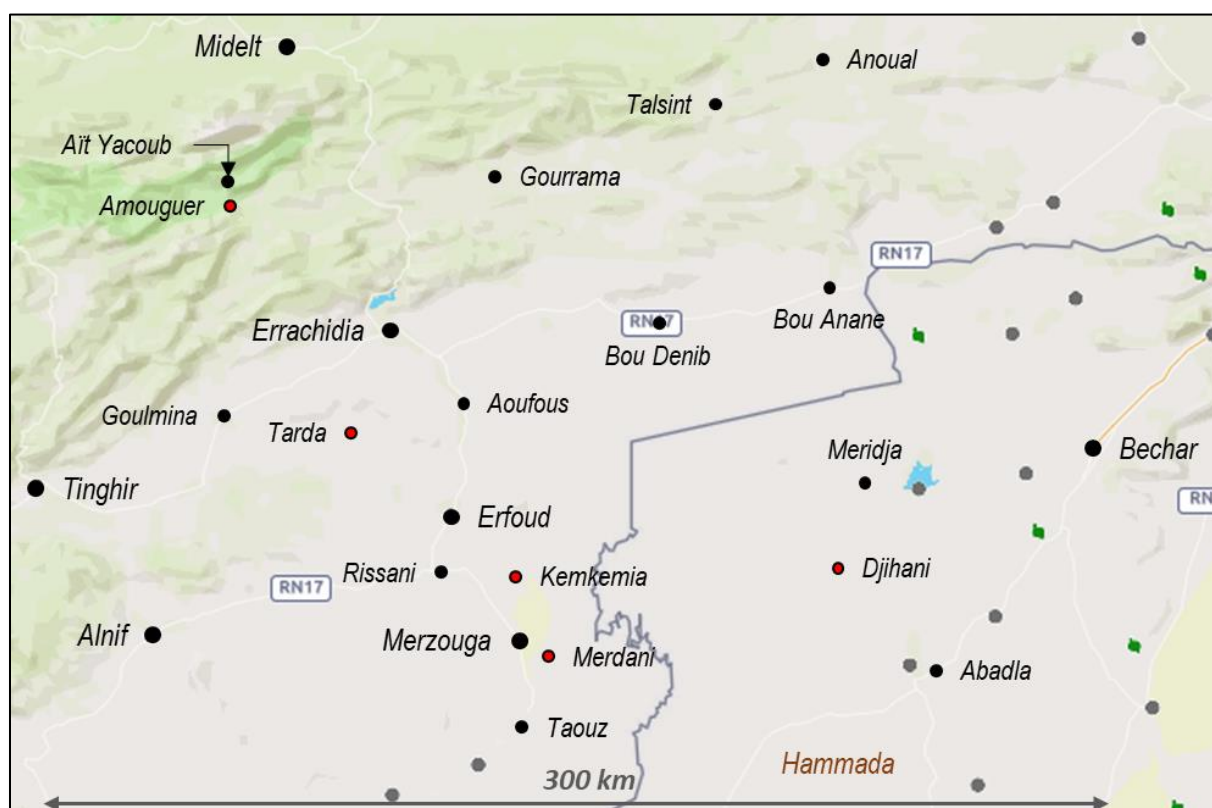 Midelt
Anoual
Talsint
Aït Yacoub
Gourrama
Amouguer
RN17
Errachidia
Bou Anane
Bou Denib
Goulmina
Aoufous
Tarda
Meridja
Bechar
Tinghir
Erfoud
Rissani
Kemkemia
Djihani
RN17
Alnif
Merzouga
Merdani
Abadla
Taouz
Hammada
300 km